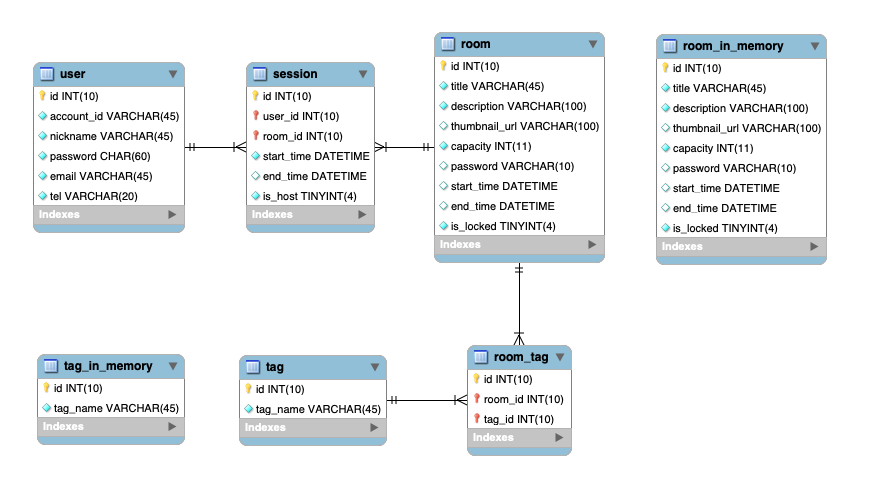 user
id INT(10)
account_id VARCHAR(45)
nickname VARCHAR(45)
password CHAR(60)
email VARCHAR(45)
tel VARCHAR(20)
Indexes
session
id INT(10)
user_id INT(10)
room_id INT(10)
start_time DATETIME
end_time DATETIME
is_host TINYINT(4)
Indexes
room
id INT(10)
title VARCHAR(45)
description VARCHAR(100)
thumbnail_url VARCHAR(100)
capacity INT(11)
password VARCHAR(10)
start_time DATETIME
end_time DATETIME
is_locked TINYINT(4)
Indexes
room_in_memory
id INT(10)
title VARCHAR(45)
description VARCHAR(100)
thumbnail_url VARCHAR(100)
capacity INT(11)
password VARCHAR(10)
start_time DATETIME
end_time DATETIME
is_locked TINYINT(4)
Indexes
tag_in_memory
id INT(10)
tag_name VARCHAR(45)
Indexes
tag
id INT(10)
tag_name VARCHAR(45)
Indexes
room_tag
id INT(10)
room_id INT(10)
tag_id INT(10)
Indexes